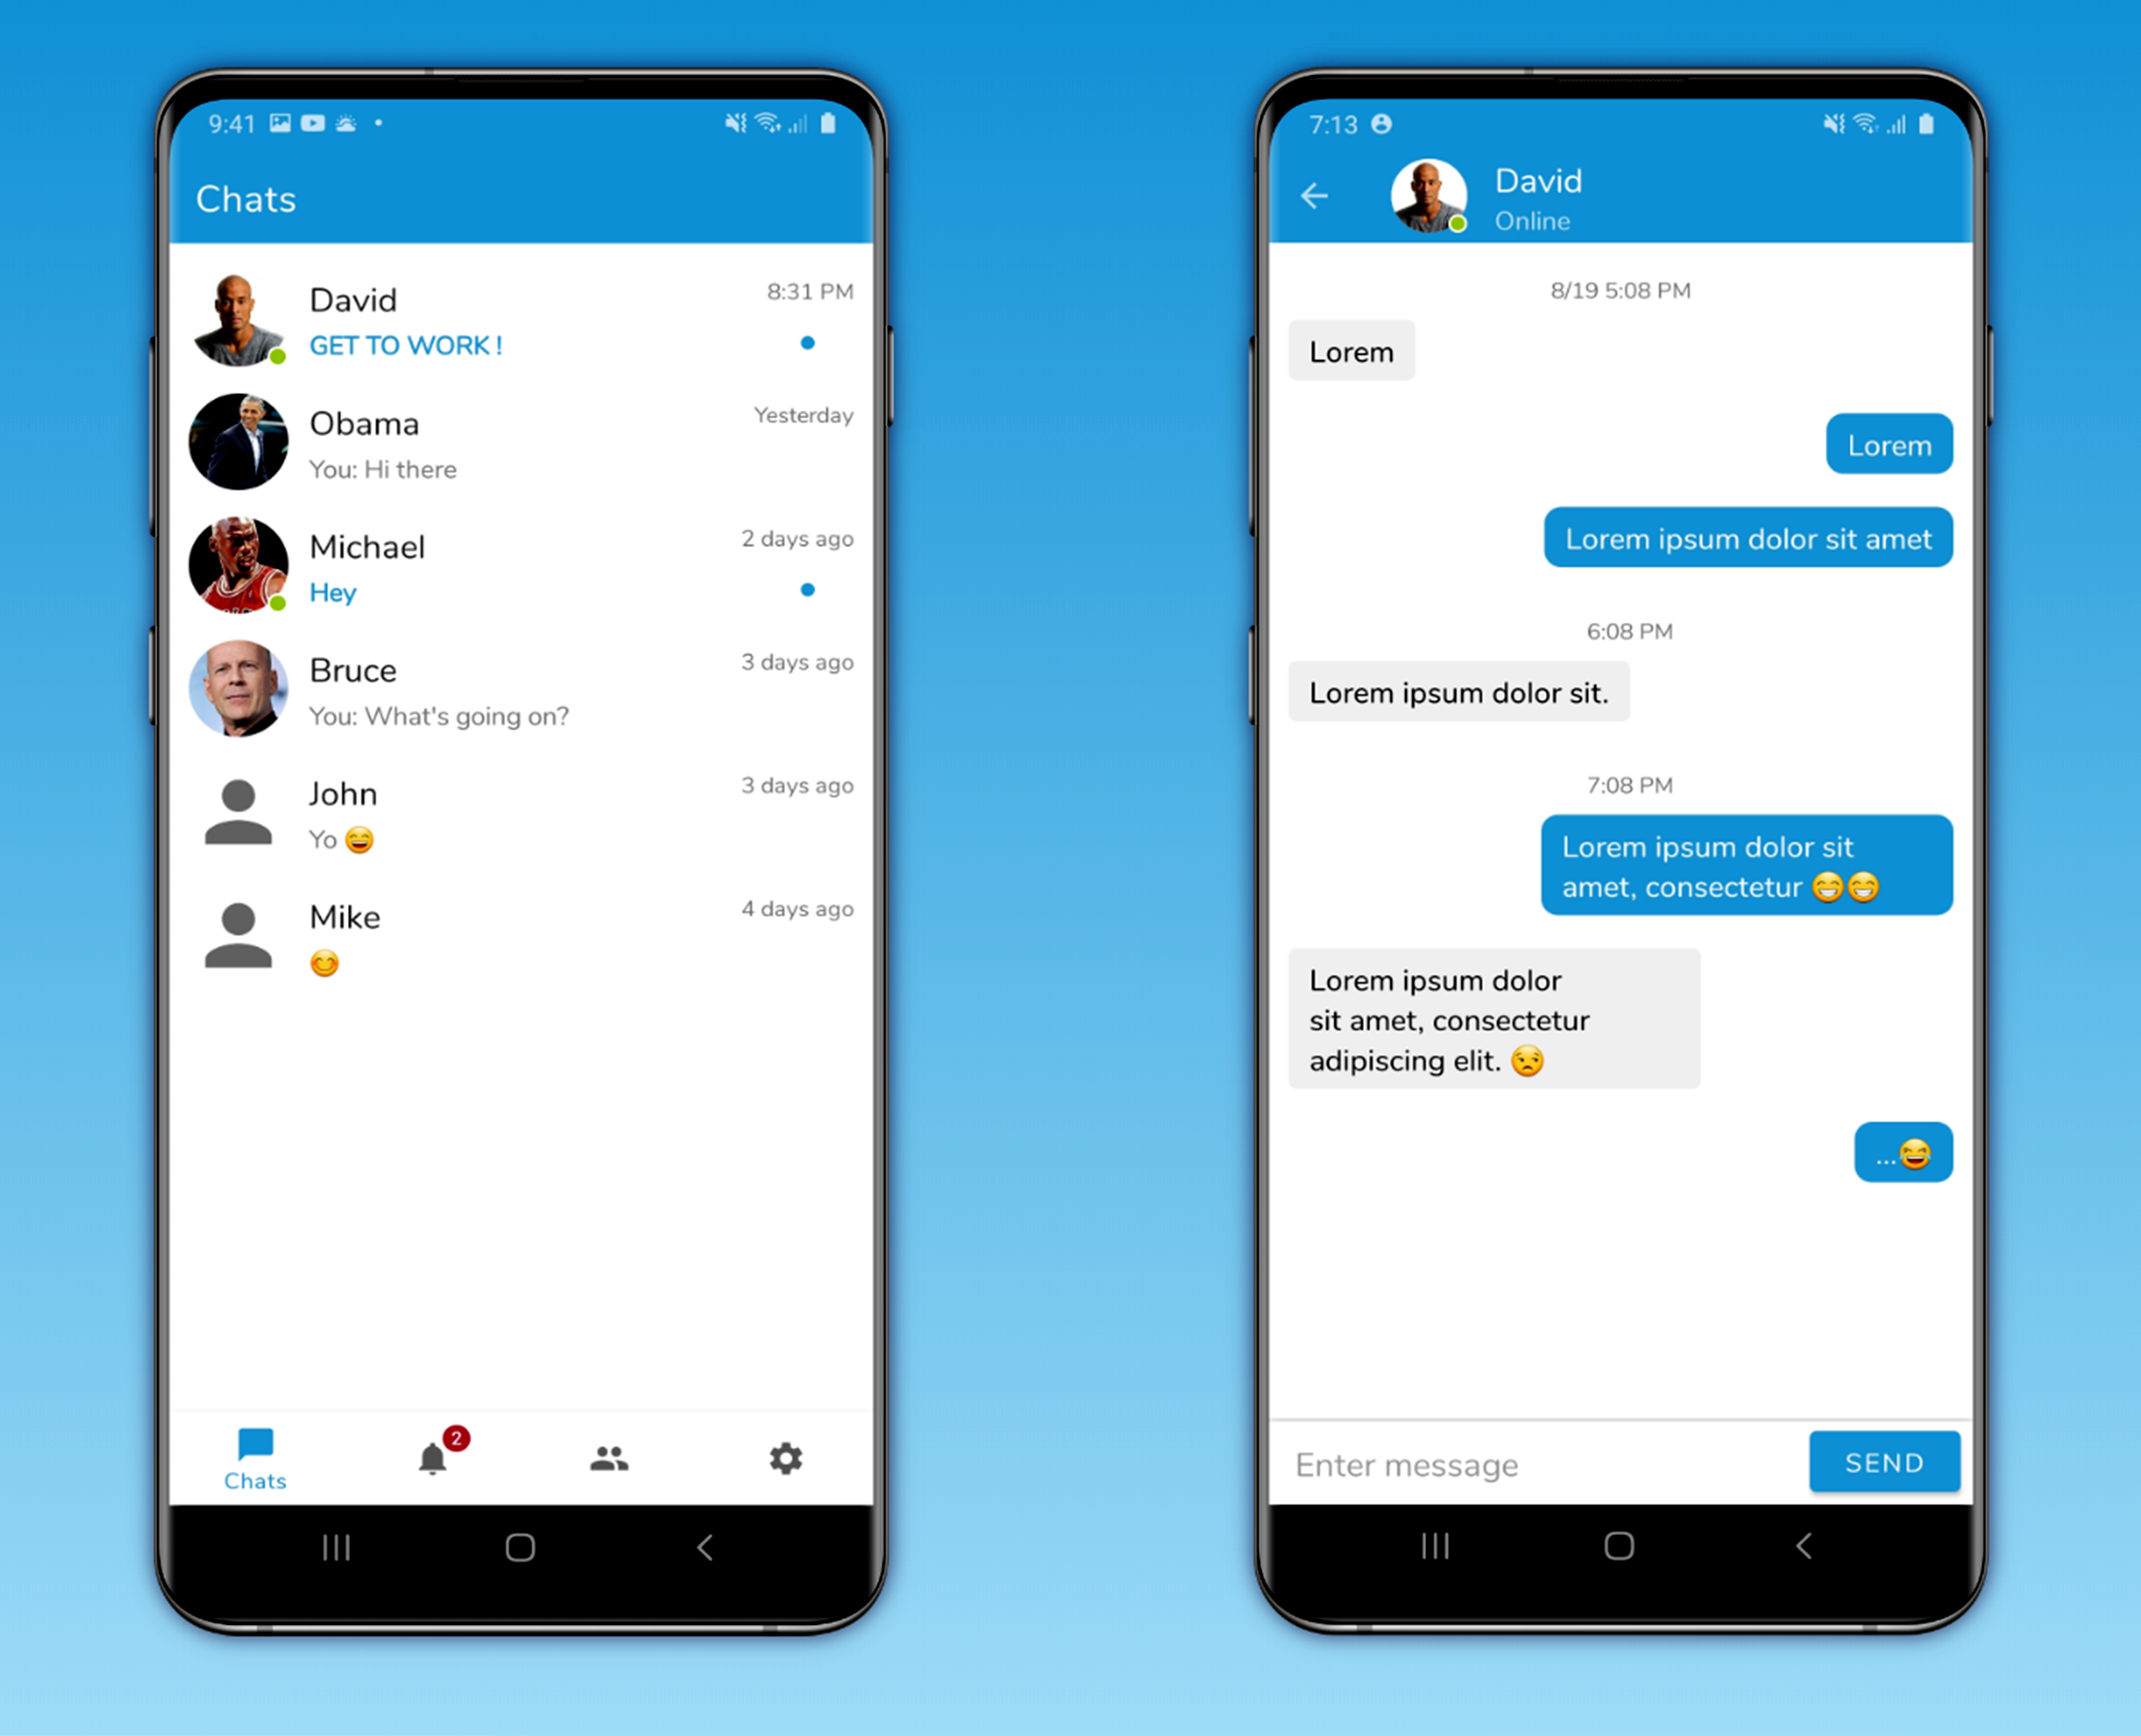 9:41
Chats
David
8:31 PM
GET TO WORK !
Obama
Yesterday
You: Hi there
Michael
2 days ago
Hey
Bruce
3 days ago
You: What's going on?
John
3 days ago
Yo 😄
Mike
4 days ago
😊
2
Chats
7:13
David
Online
8/19 5:08 PM
Lorem
Lorem
Lorem ipsum dolor sit amet
6:08 PM
Lorem ipsum dolor sit.
7:08 PM
Lorem ipsum dolor sit
amet, consectetur 😁😁
Lorem ipsum dolor
sit amet, consectetur
adipiscing elit. 😒
...😂
Enter message
SEND